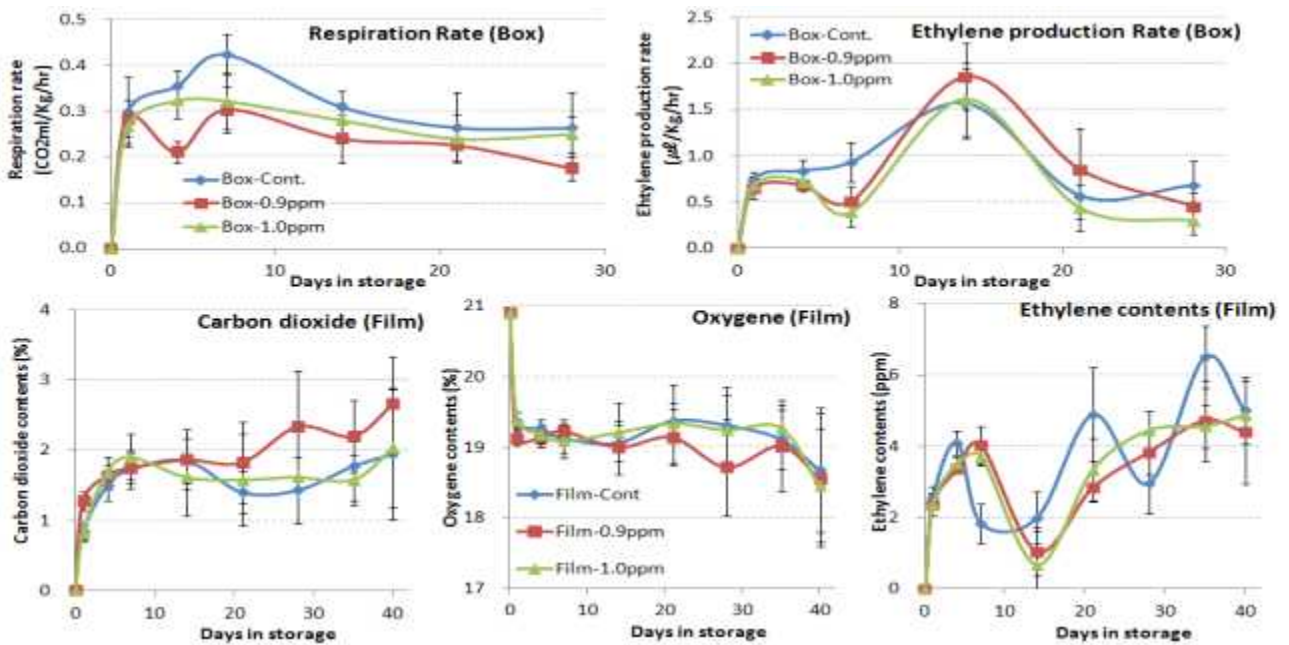 Respiration Rate (Box)
Respiration rate
(CO2ml/Kg/hr)
0.5
0.4
0.3
0.2
0.1
0.0
Box-Cont.
Box-0.9ppm
Box-1.0ppm
0
10
20
30
Days in storage
Ethylene production Rate (Box)
Ehtylene production rate
(㎕/Kg/hr)
2.5
2.0
1.5
1.0
0.5
0.0
Box-Cont.
Box-0.9ppm
Box-1.0ppm
0
10
20
30
Days in storage
Carbon dioxide (Film)
Carbon dioxide contents (%)
4
3
2
1
0
0
10
20
30
40
Days in storage
Oxygene (Film)
Oxygene contents (%)
21
20
19
18
17
Film-Cont
Film-0.9ppm
Film-1.0ppm
0
10
20
30
40
Days in storage
Ethylene contents (Film)
Ethylene contents (ppm)
8
6
4
2
0
0
10
20
30
40
Days in storage